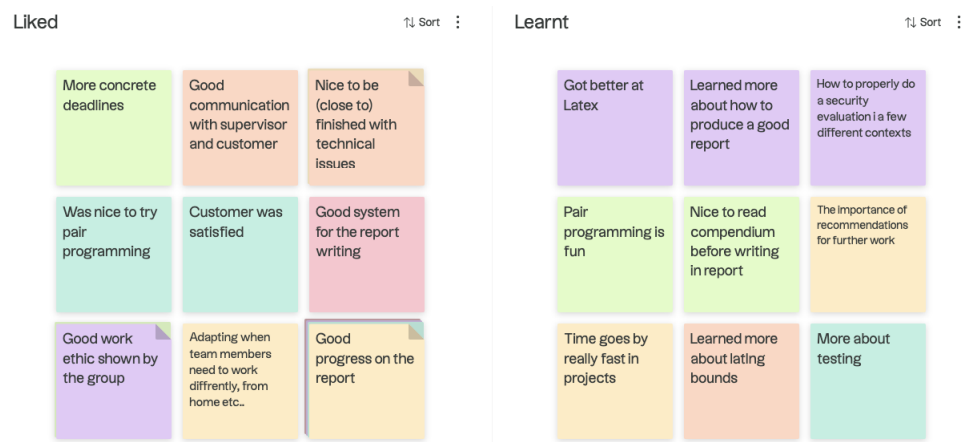 Liked
Sort
Learnt
Sort
More concrete
deadlines
Good
communication
with supervisor
and customer
Nice to be
(close to)
finished with
technical
issues
Got better at
Latex
Learned more
about how to
produce a good
report
How to properly do
a security
evaluation i a few
different contexts
Was nice to try
pair
programming
Customer was
satisfied
Good system
for the report
writing
Pair
programming is
fun
Nice to read
compendium
before writing
in report
The importance of
recommendations
for further work
Good work
ethic shown by
the group
Adapting when
team members
need to work
diffrently, from
home etc..
Good
progress on the
report
Time goes by
really fast in
projects
Learned more
about lating
bounds
More about
testing